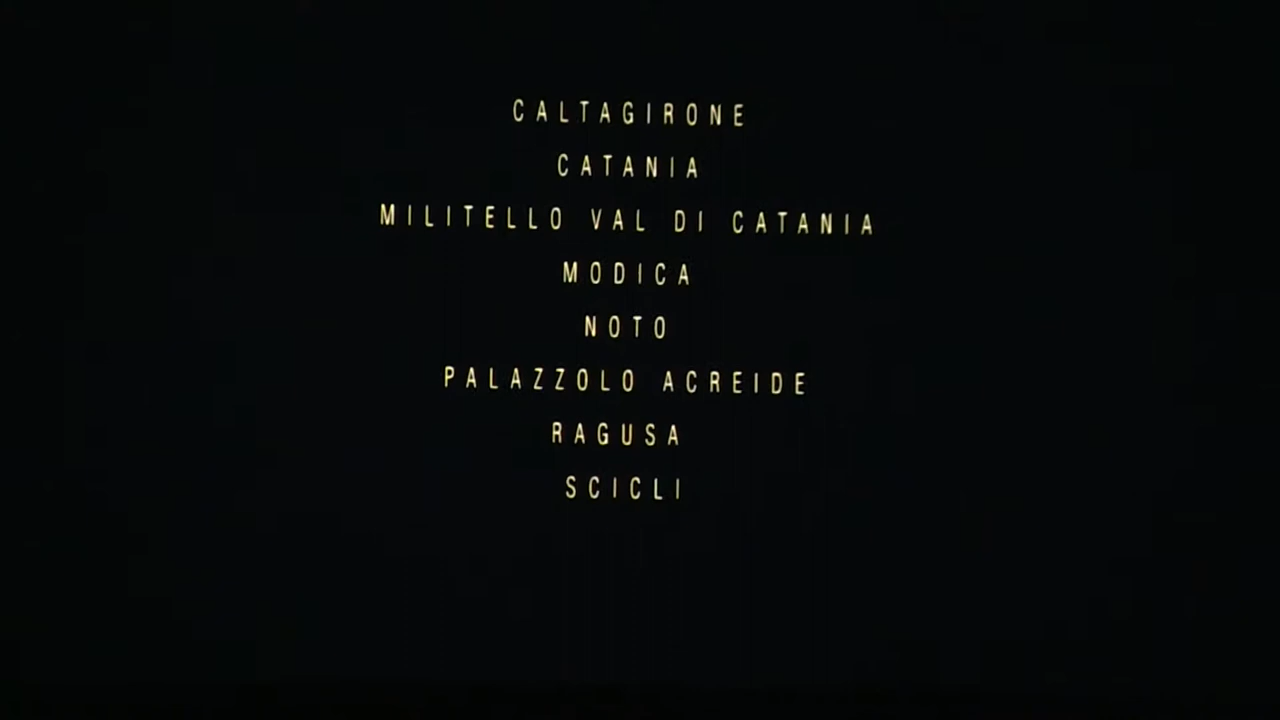 CALTAGIRONE
CATANIA
MILITELLO VAL DI CATANIA
MODICA
NOTO
PALAZZOLO ACREIDE
RAGUSA
SCICLI